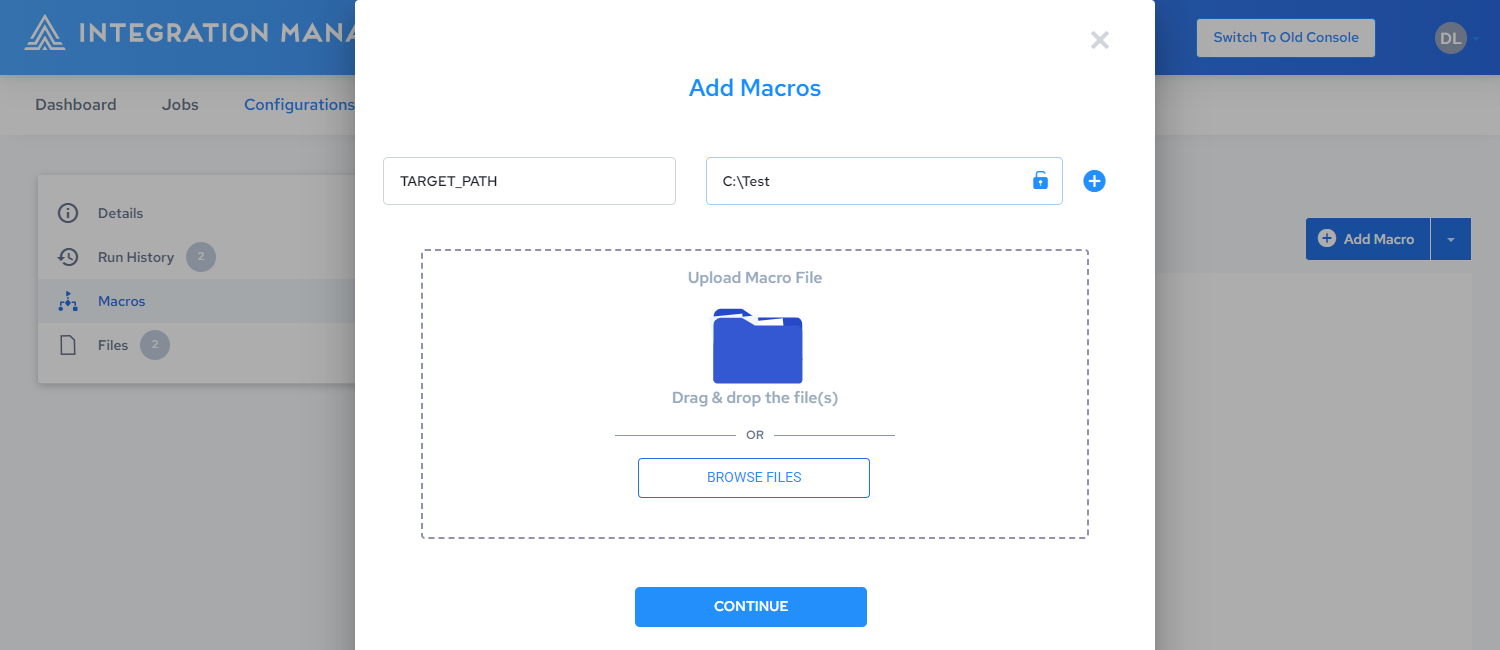 INTEGRATION MANA
Switch To Old Console
DL
Dashboard
Jobs
Configurations
Add Macros
TARGET_PATH
C:\Test
Details
Run History 2
Macros
Files 2
Add Macro
Upload Macro File
Drag & drop the file(s)
OR
BROWSE FILES
CONTINUE